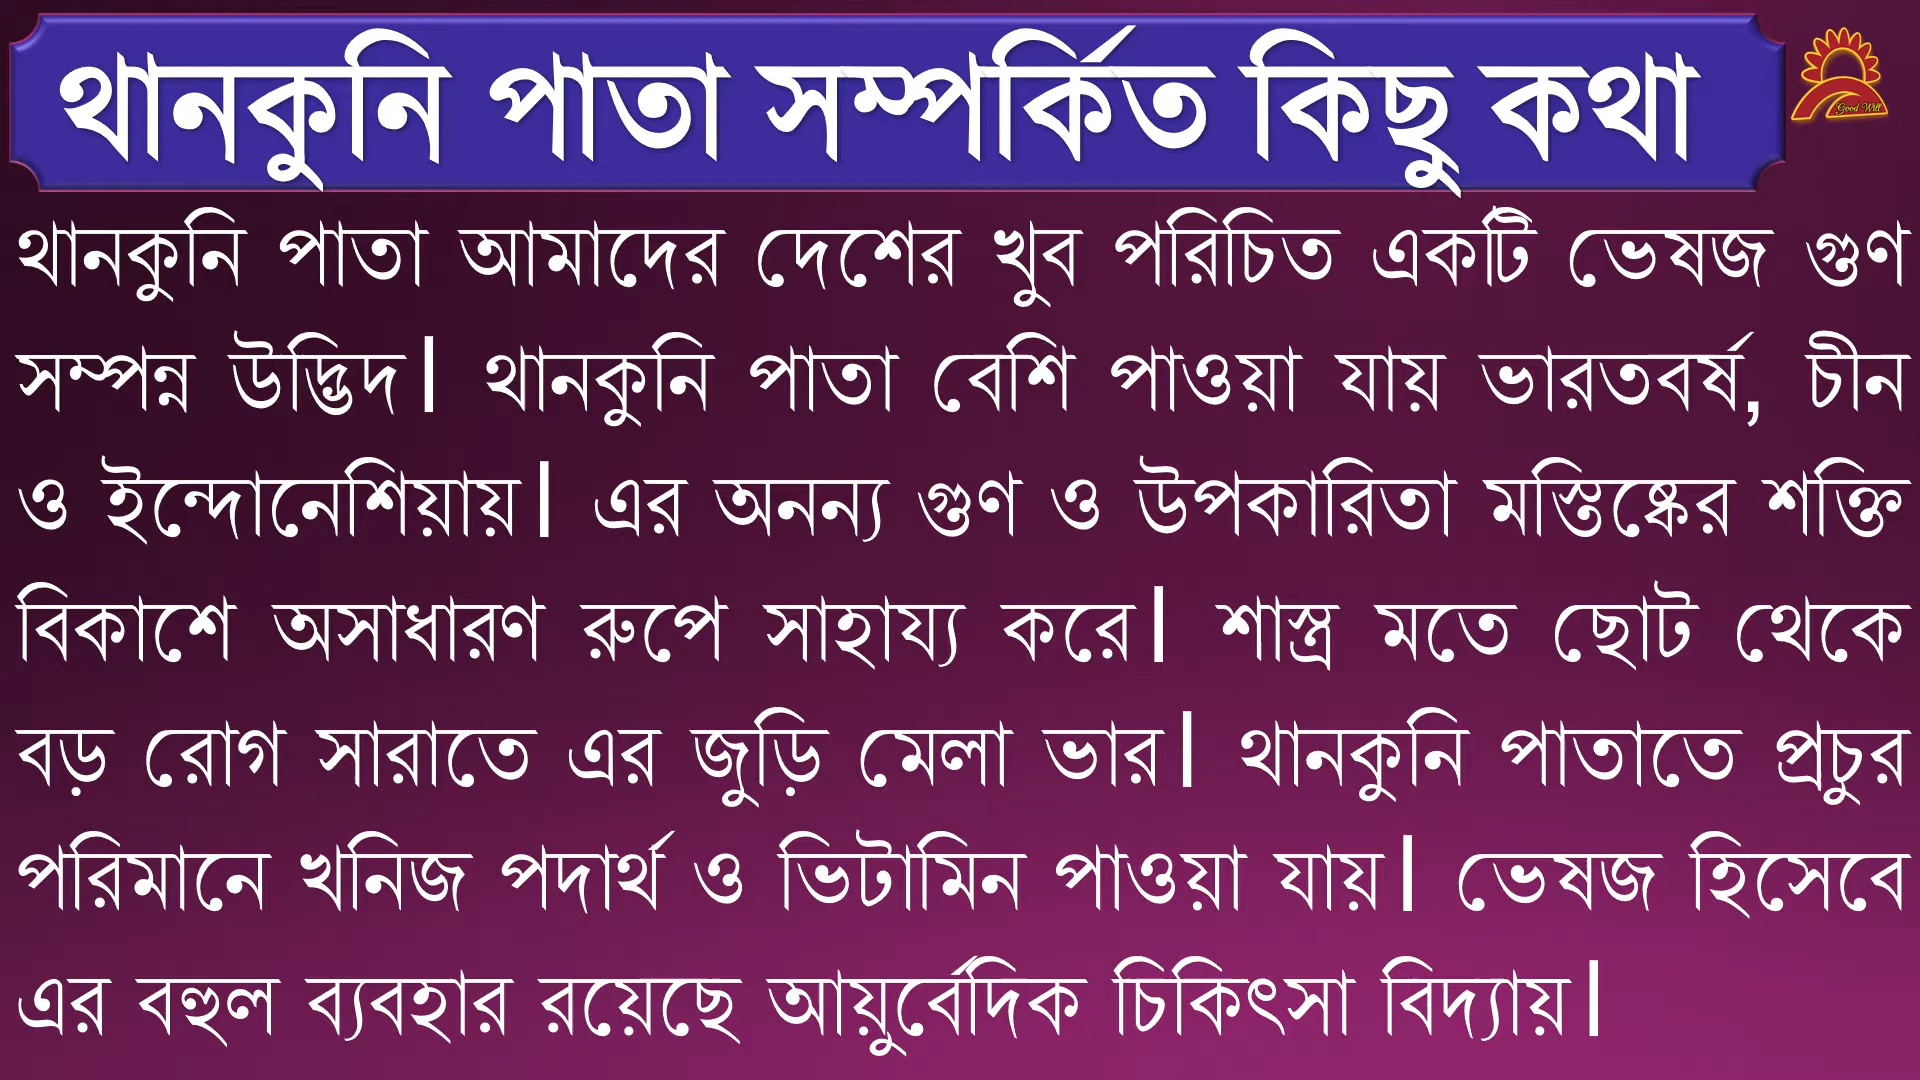 থানকুনি পাতা সম্পর্কিত কিছু কথা
Good Will
থানকুনি পাতা আমাদের দেশের খুব পরিচিত একটি ভেষজ গুণ
সম্পন্ন উদ্ভিদ। থানকুনি পাতা বেশি পাওয়া যায় ভারতবর্ষ, চীন
ও ইন্দোনেশিয়ায়। এর অনন্য গুণ ও উপকারিতা মস্তিষ্কের শক্তি
বিকাশে অসাধারণ রুপে সাহায্য করে। শাস্ত্র মতে ছোট থেকে
বড় রোগ সারাতে এর জুড়ি মেলা ভার। থানকুনি পাতাতে প্রচুর
পরিমানে খনিজ পদার্থ ও ভিটামিন পাওয়া যায়। ভেষজ হিসেবে
এর বহুল ব্যবহার রয়েছে আয়ুর্বেদিক চিকিৎসা বিদ্যায়।